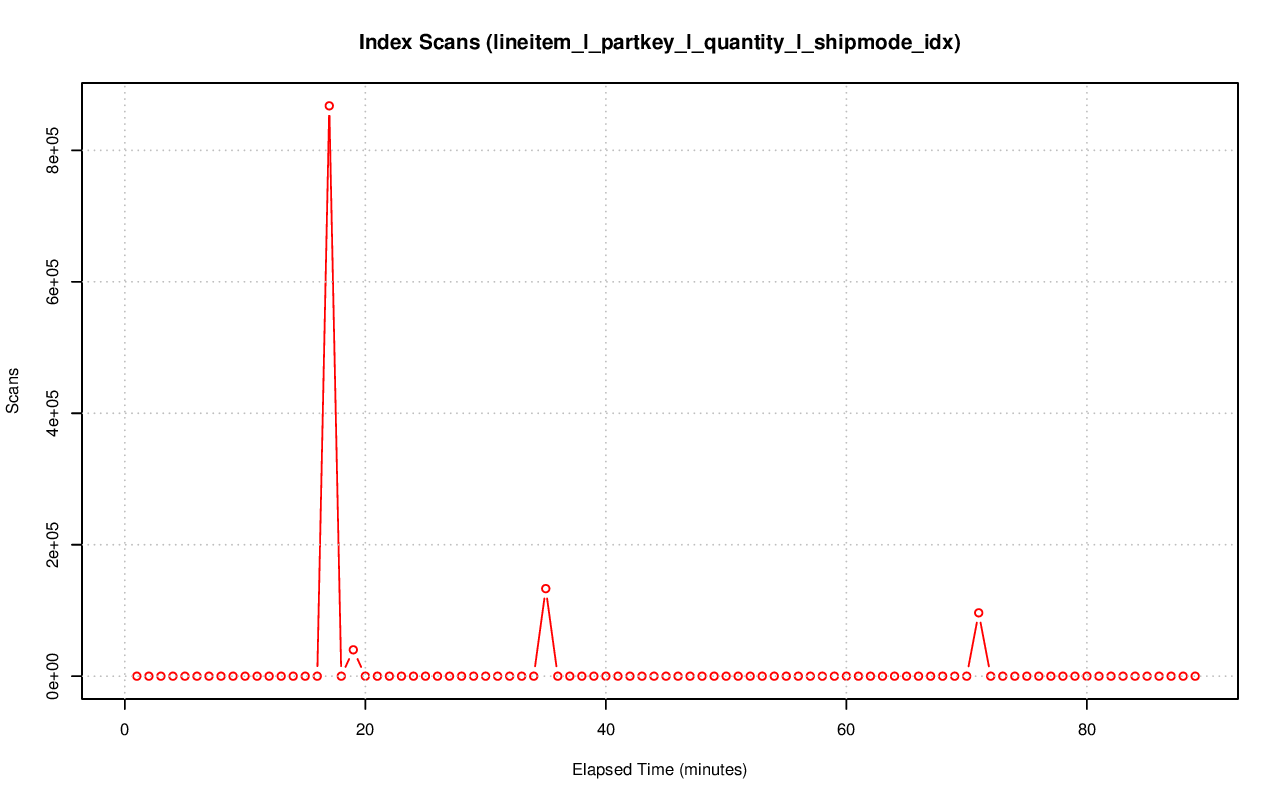 Index Scans (lineitem_l_partkey_l_quantity_l_shipmode_idx)
8e+05
6e+05
4e+05
2e+05
0e+00
Scans
0 20 40 60 80
Elapsed Time (minutes)